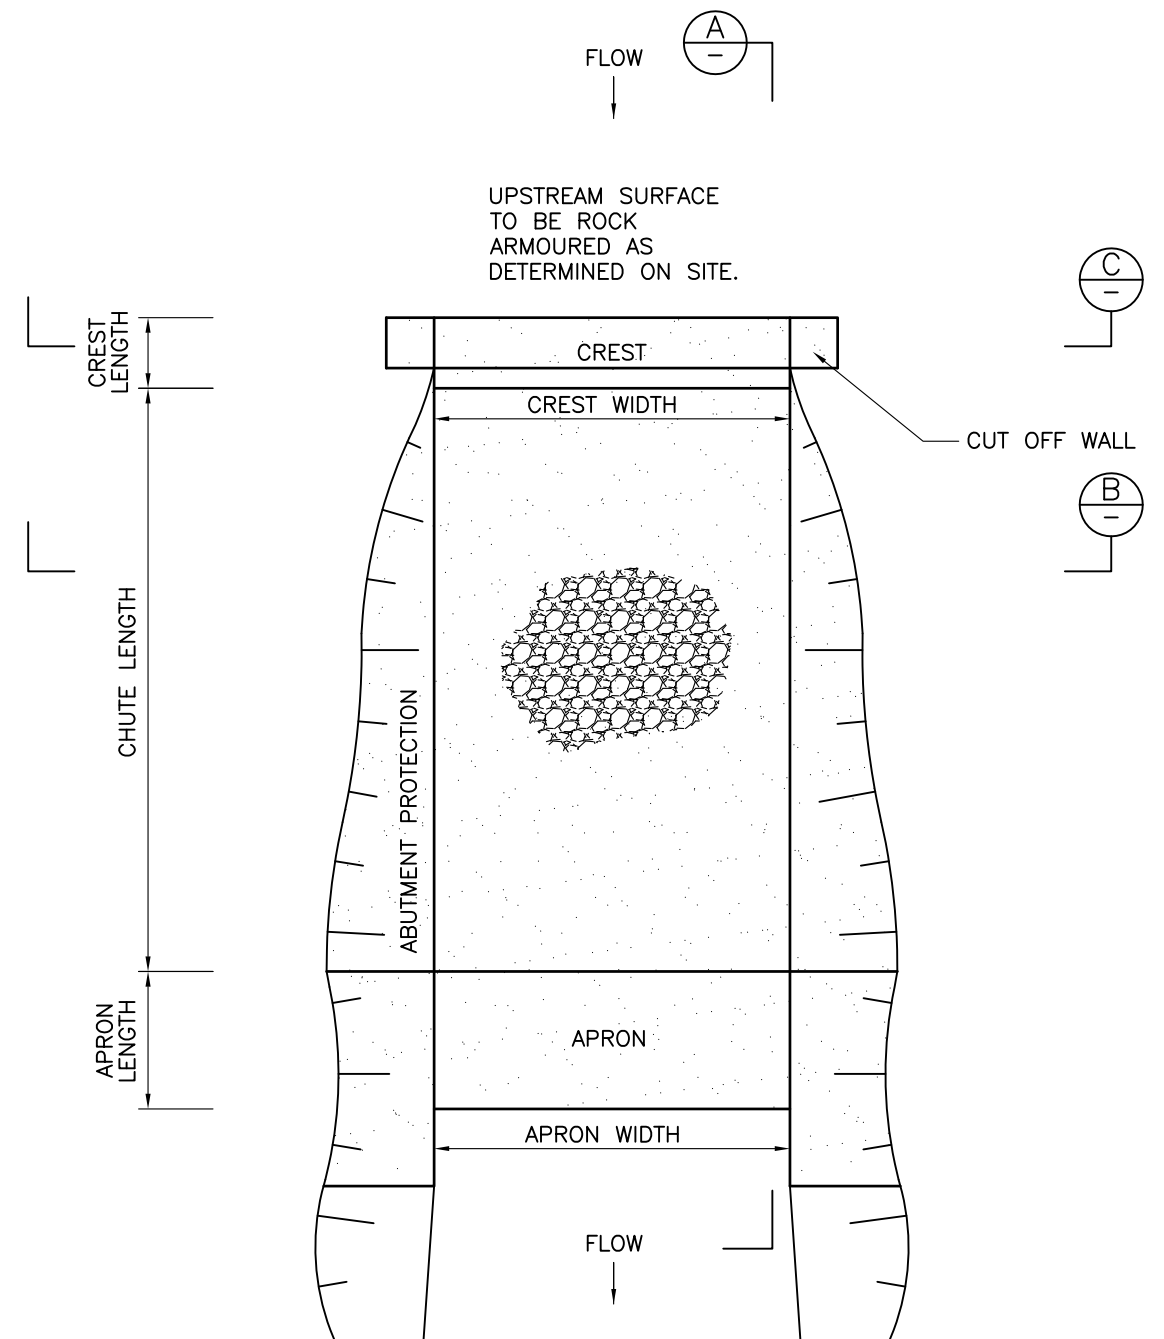 A
–
FLOW
UPSTREAM SURFACE
TO BE ROCK
ARMOURED AS
DETERMINED ON SITE.
C
–
CREST
LENGTH
CREST
CREST WIDTH
CUT OFF WALL
B
–
CHUTE LENGTH
ABUTMENT PROTECTION
APRON
LENGTH
APRON
APRON WIDTH
FLOW